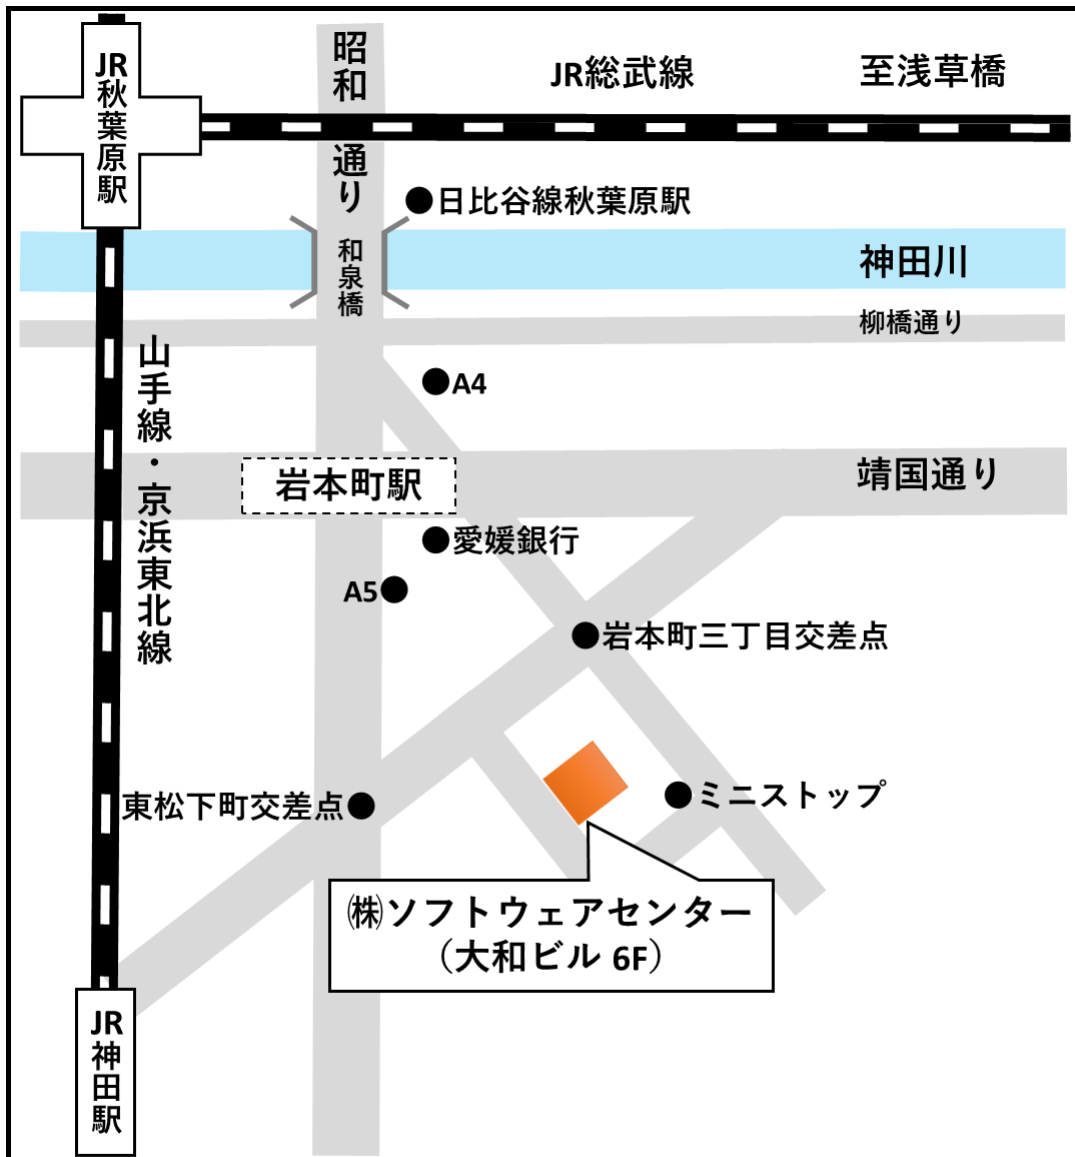 JR秋葉原駅
昭和通り
JR総武線
至浅草橋
日比谷線秋葉原駅
和泉橋
神田川
柳橋通り
山手線・京浜東北線
A4
岩本町駅
靖国通り
愛媛銀行
A5
岩本町三丁目交差点
東松下町交差点
ミニストップ
㈱ソフトウェアセンター
（大和ビル 6F）
JR神田駅